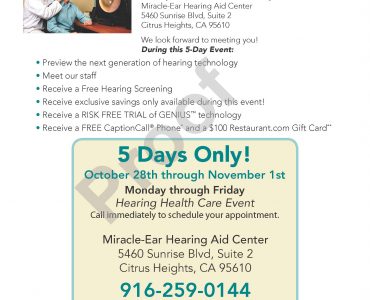 Miracle-Ear Hearing Aid Center
5460 Sunrise Blvd, Suite 2
Citrus Heights, CA 95610
We look forward to meeting you!
During this 5-Day Event:
• Preview the next generation of hearing technology
• Meet our staff
• Receive a Free Hearing Screening
• Receive exclusive savings only available during this event!
• Receive a RISK FREE TRIAL of GENIUS™ technology
• Receive a FREE CaptionCall® Phone* and a $100 Restaurant.com Gift Card**
Proof
5 Days Only!
October 28th through November 1st
Monday through Friday
Hearing Health Care Event
Call immediately to schedule your appointment.
Miracle-Ear Hearing Aid Center
5460 Sunrise Blvd, Suite 2
Citrus Heights, CA 95610
916-259-0144